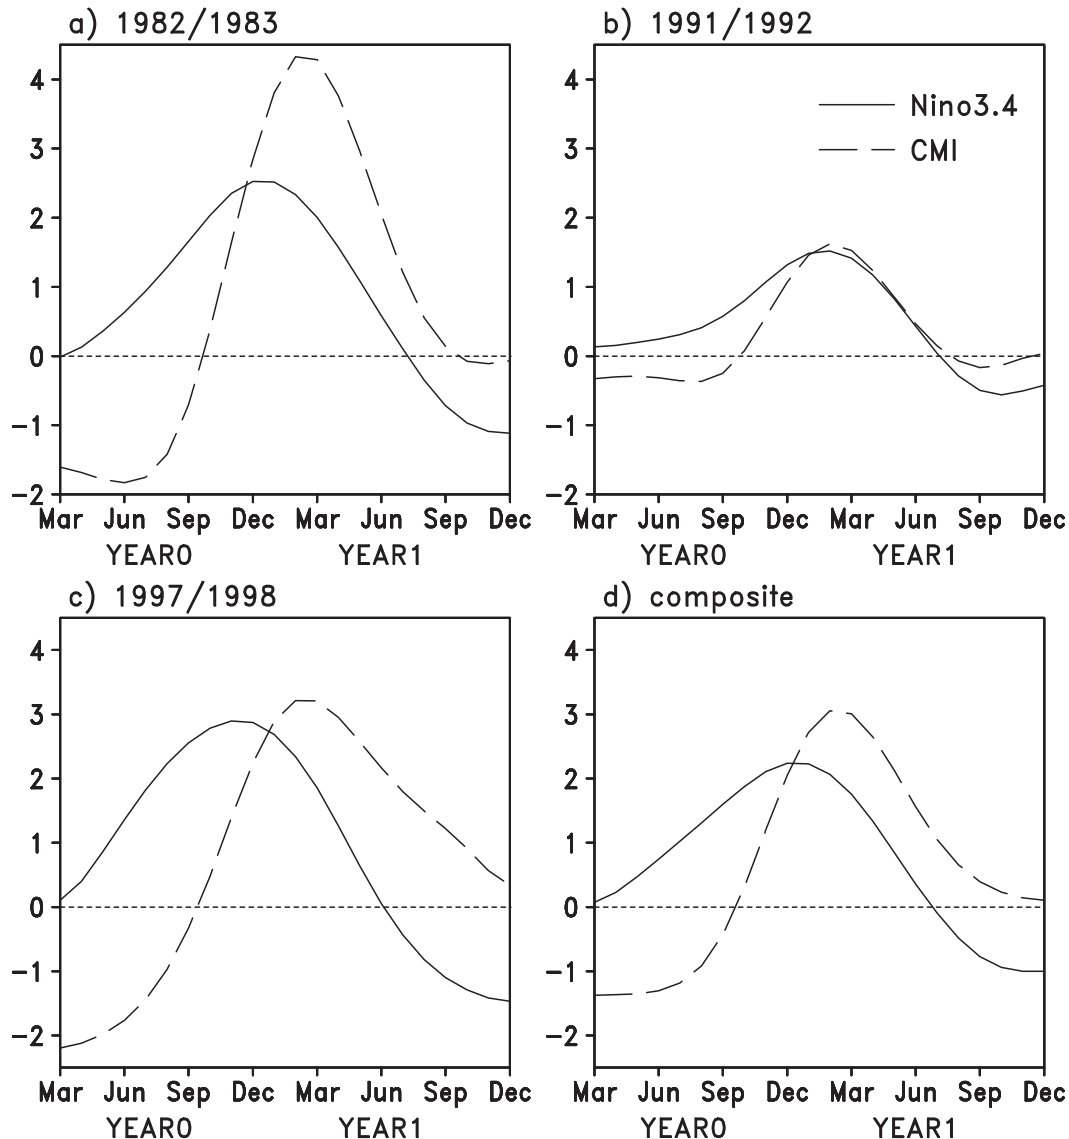 a) 1982/1983
4
3
2
1
0
−1
−2
Mar Jun Sep Dec Mar Jun Sep Dec
YEAR0 YEAR1
b) 1991/1992
Nino3.4
CMI
4
3
2
1
0
−1
−2
Mar Jun Sep Dec Mar Jun Sep Dec
YEAR0 YEAR1
c) 1997/1998
4
3
2
1
0
−1
−2
Mar Jun Sep Dec Mar Jun Sep Dec
YEAR0 YEAR1
d) composite
4
3
2
1
0
−1
−2
Mar Jun Sep Dec Mar Jun Sep Dec
YEAR0 YEAR1